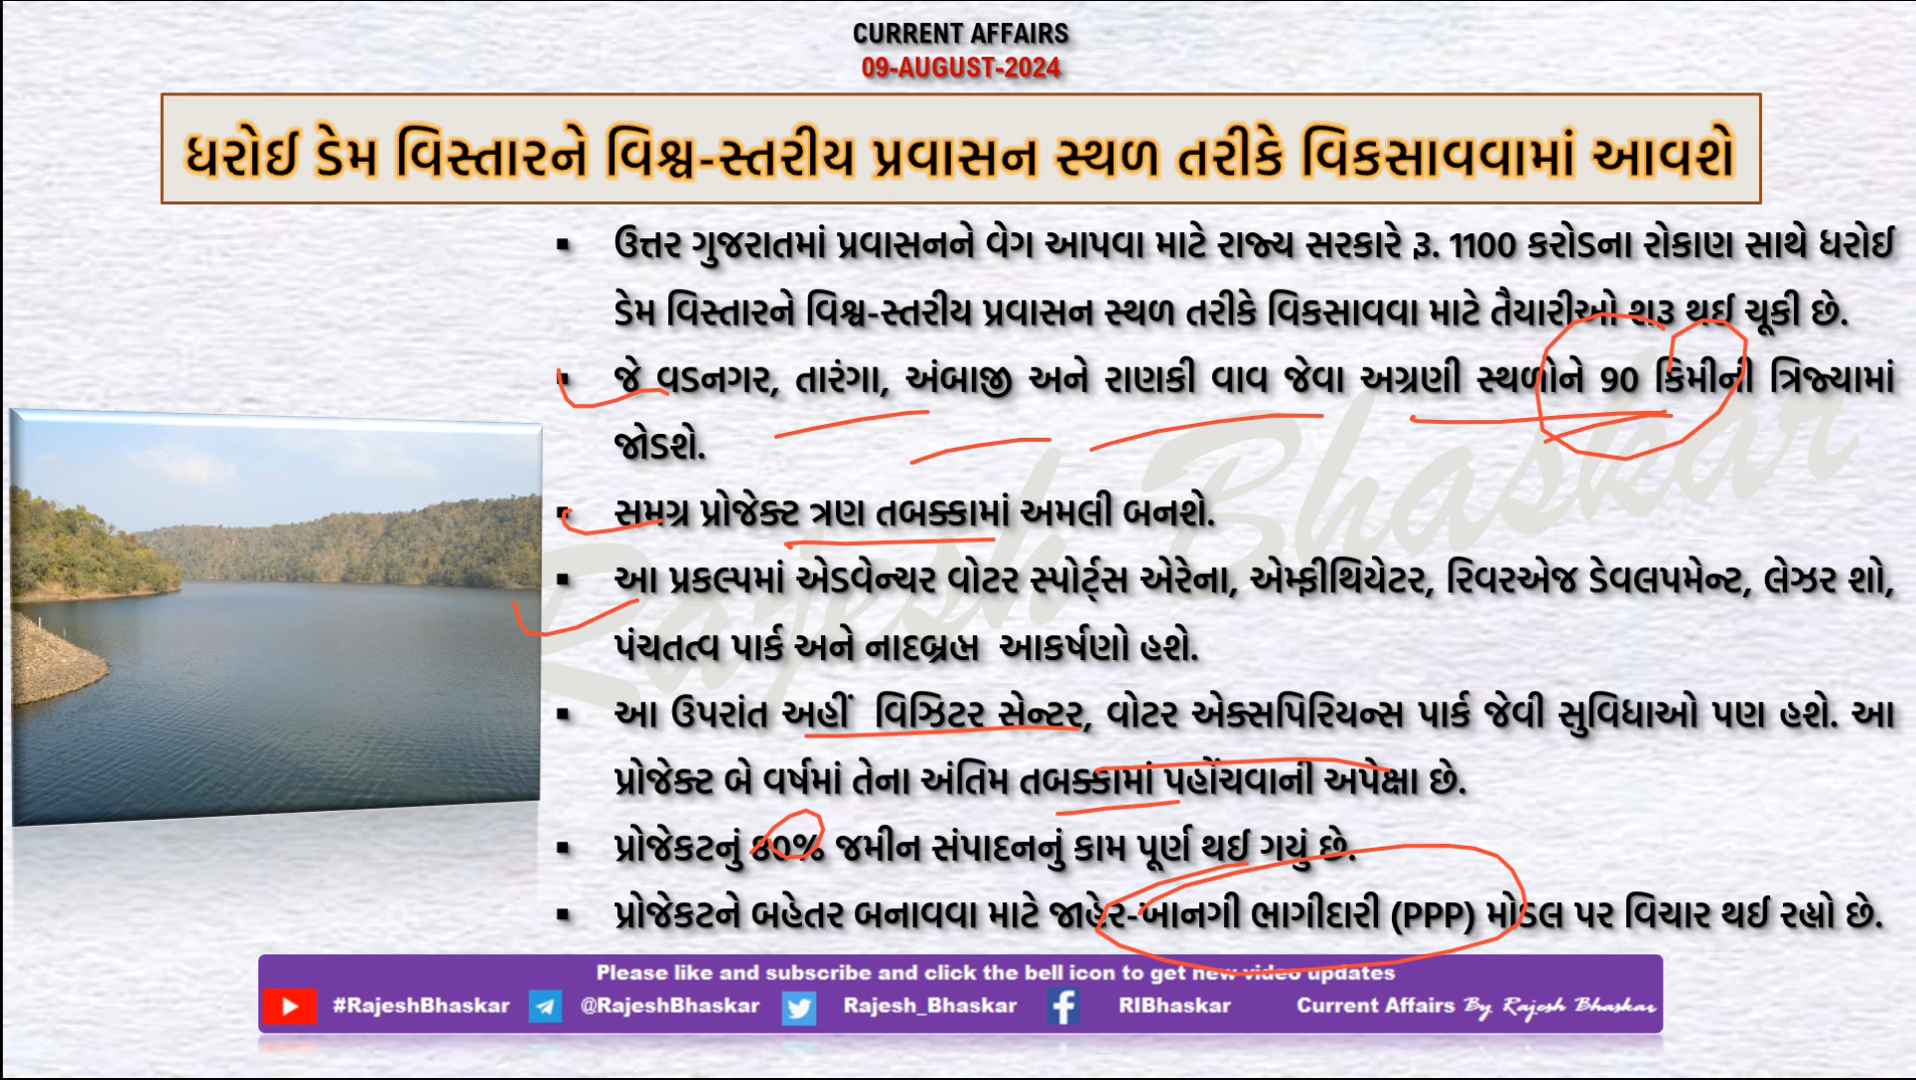 CURRENT AFFAIRS
09-AUGUST-2024
ધરોઈ ડેમ વિસ્તારને વિશ્વ-સ્તરીય પ્રવાસન સ્થળ તરીકે વિકસાવવામાં આવશે
▪ ઉત્તર ગુજરાતમાં પ્રવાસનને વેગ આપવા માટે રાજ્ય સરકારે રૂ. 1100 કરોડના રોકાણ સાથે ધરોઈ
ડેમ વિસ્તારને વિશ્વ-સ્તરીય પ્રવાસન સ્થળ તરીકે વિકસાવવા માટે તૈયારીઓ શરૂ થઈ ચૂકી છે.
▪ જે વડનગર, તારંગા, અંબાજી અને રાણકી વાવ જેવા અગ્રણી સ્થળોને 90 કિમીની ત્રિજ્યામાં
જોડશે.
▪ સમગ્ર પ્રોજેક્ટ ત્રણ તબક્કામાં અમલી બનશે.
▪ આ પ્રકલ્પમાં એડવેન્ચર વોટર સ્પોર્ટ્સ એરેના, એમ્ફીથિયેટર, રિવરએજ ડેવલપમેન્ટ, લેઝર શો,
પંચતત્વ પાર્ક અને નાદબ્રહ્મ આકર્ષણો હશે.
▪ આ ઉપરાંત અહીં વિઝિટર સેન્ટર, વોટર એક્સપિરિયન્સ પાર્ક જેવી સુવિધાઓ પણ હશે. આ
પ્રોજેક્ટ બે વર્ષમાં તેના અંતિમ તબક્કામાં પહોંચવાની અપેક્ષા છે.
▪ પ્રોજેકટનું 80% જમીન સંપાદનનું કામ પૂર્ણ થઈ ગયું છે.
▪ પ્રોજેકટને બહેતર બનાવવા માટે જાહેર-ખાનગી ભાગીદારી (PPP) મોડલ પર વિચાર થઈ રહ્યો છે.
Rajesh Bhaskar
Please like and subscribe and click the bell icon to get new video updates
#RajeshBhaskar @RajeshBhaskar Rajesh_Bhaskar RIBhaskar Current Affairs By Rajesh Bhaskar